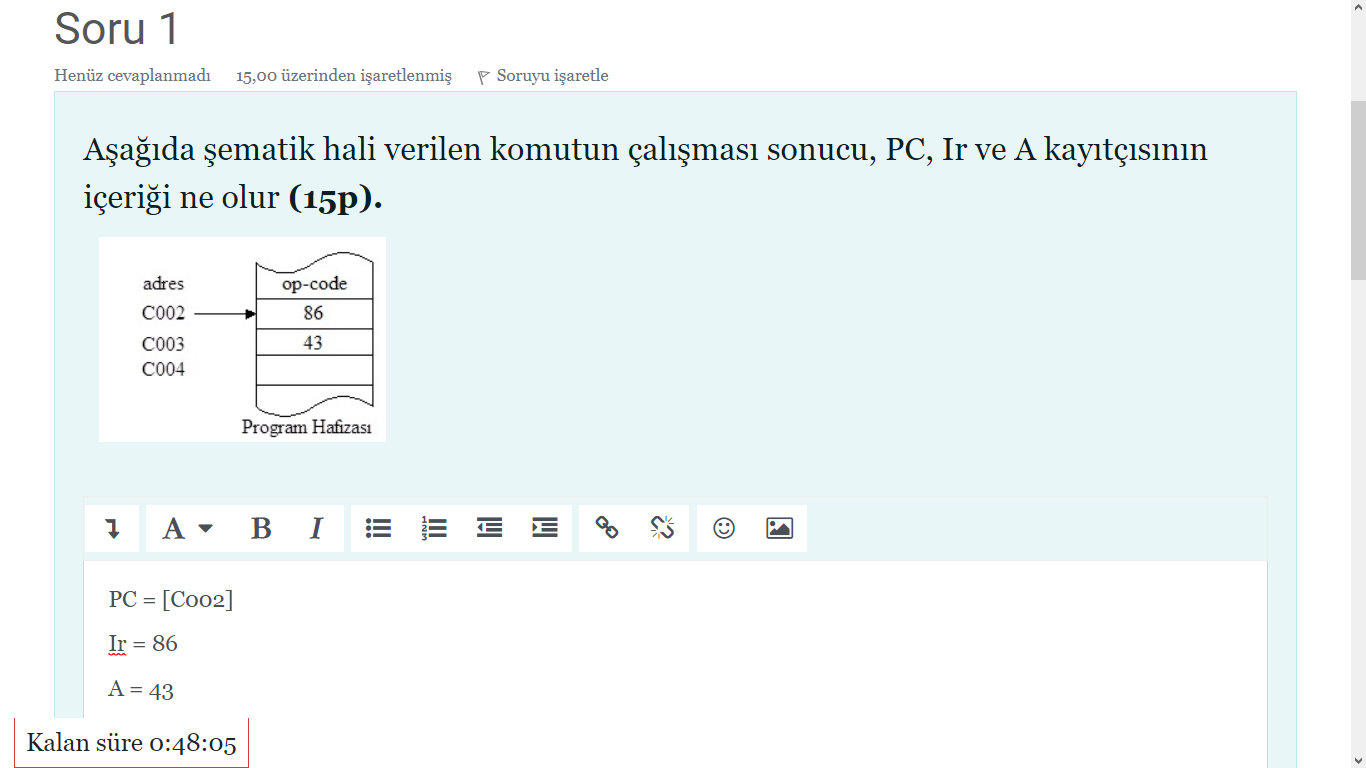 Soru 1
Henüz cevaplanmadı 15,00 üzerinden işaretlenmiş Soruyu işaretle
Aşağıda şematik hali verilen komutun çalışması sonucu, PC, Ir ve A kayıtçısının
içeriği ne olur (15p).
adres op-code
C002 86
C003 43
C004
Program Hafızası
A B I
PC = [C002]
Ir = 86
A = 43
Kalan süre 0:48:05